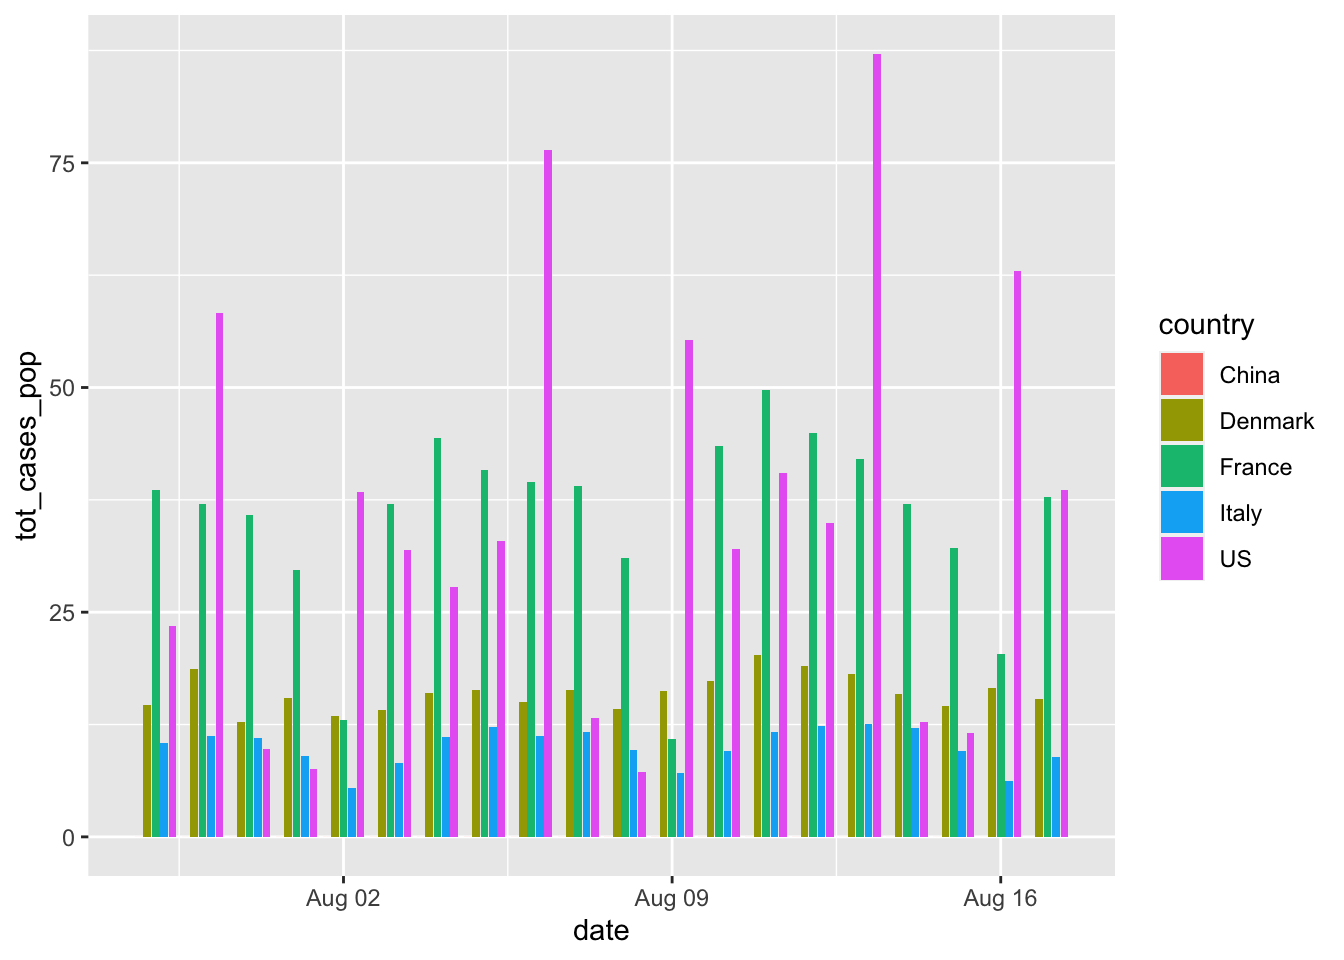 75
50
25
0
tot_cases_pop
Aug 02
Aug 09
Aug 16
date
country
China
Denmark
France
Italy
US